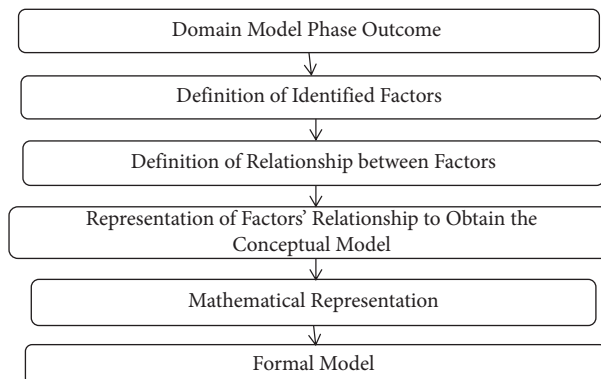 Domain Model Phase Outcome
Definition of Identified Factors
Definition of Relationship between Factors
Representation of Factors’ Relationship to Obtain the
Conceptual Model
Mathematical Representation
Formal Model